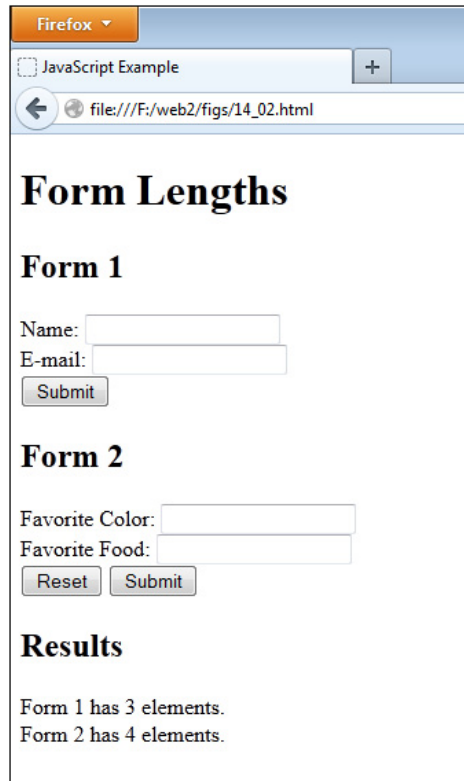 Firefox
JavaScript Example
+
file:///F:/web2/figs/14_02.html
Form Lengths
Form 1
Name:
E-mail:
Submit
Form 2
Favorite Color:
Favorite Food:
Reset Submit
Results
Form 1 has 3 elements.
Form 2 has 4 elements.